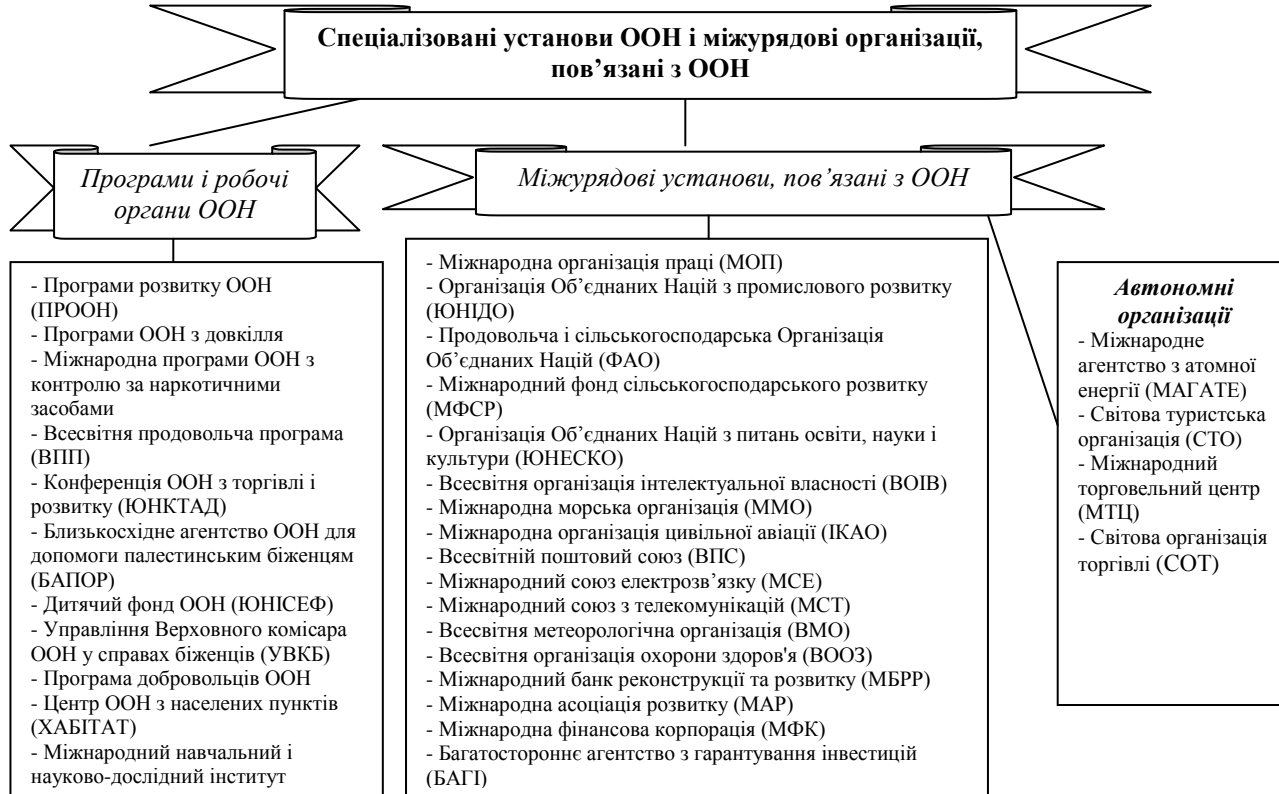 Спеціалізовані установи ООН і міжурядові організації,
пов’язані з ООН
Програми і робочі
органи ООН
Міжурядові установи, пов’язані з ООН
- Програми розвитку ООН
(ПРООН)
- Програми ООН з довкілля
- Міжнародна програми ООН з
контролю за наркотичними
засобами
- Всесвітня продовольча програма
(ВПП)
- Конференція ООН з торгівлі і
розвитку (ЮНКТАД)
- Близькосхідне агентство ООН для
допомоги палестинським біженцям
(БАПОР)
- Дитячий фонд ООН (ЮНІСЕФ)
- Управління Верховного комісара
ООН у справах біженців (УВКБ)
- Програма добровольців ООН
- Центр ООН з населених пунктів
(ХАБІТАТ)
- Міжнародний навчальний і
науково-дослідний інститут
- Міжнародна організація праці (МОП)
- Організація Об’єднаних Націй з промислового розвитку
(ЮНІДО)
- Продовольча і сільськогосподарська Організація
Об’єднаних Націй (ФАО)
- Міжнародний фонд сільськогосподарського розвитку
(МФСР)
- Організація Об’єднаних Націй з питань освіти, науки і
культури (ЮНЕСКО)
- Всесвітня організація інтелектуальної власності (ВОІВ)
- Міжнародна морська організація (ММО)
- Міжнародна організація цивільної авіації (ІКАО)
- Всесвітній поштовий союз (ВПС)
- Міжнародний союз електрозв’язку (МСЕ)
- Міжнародний союз з телекомунікацій (МСТ)
- Всесвітня метеорологічна організація (ВМО)
- Всесвітня організація охорони здоров'я (ВООЗ)
- Міжнародний банк реконструкції та розвитку (МБРР)
- Міжнародна асоціація розвитку (МАР)
- Міжнародна фінансова корпорація (МФК)
- Багатостороннє агентство з гарантування інвестицій
(БАГІ)
Автономні
організації
- Міжнародне
агентство з атомної
енергії (МАГАТЕ)
- Світова туристська
організація (СТО)
- Міжнародний
торговельний центр
(МТЦ)
- Світова організація
торгівлі (СОТ)